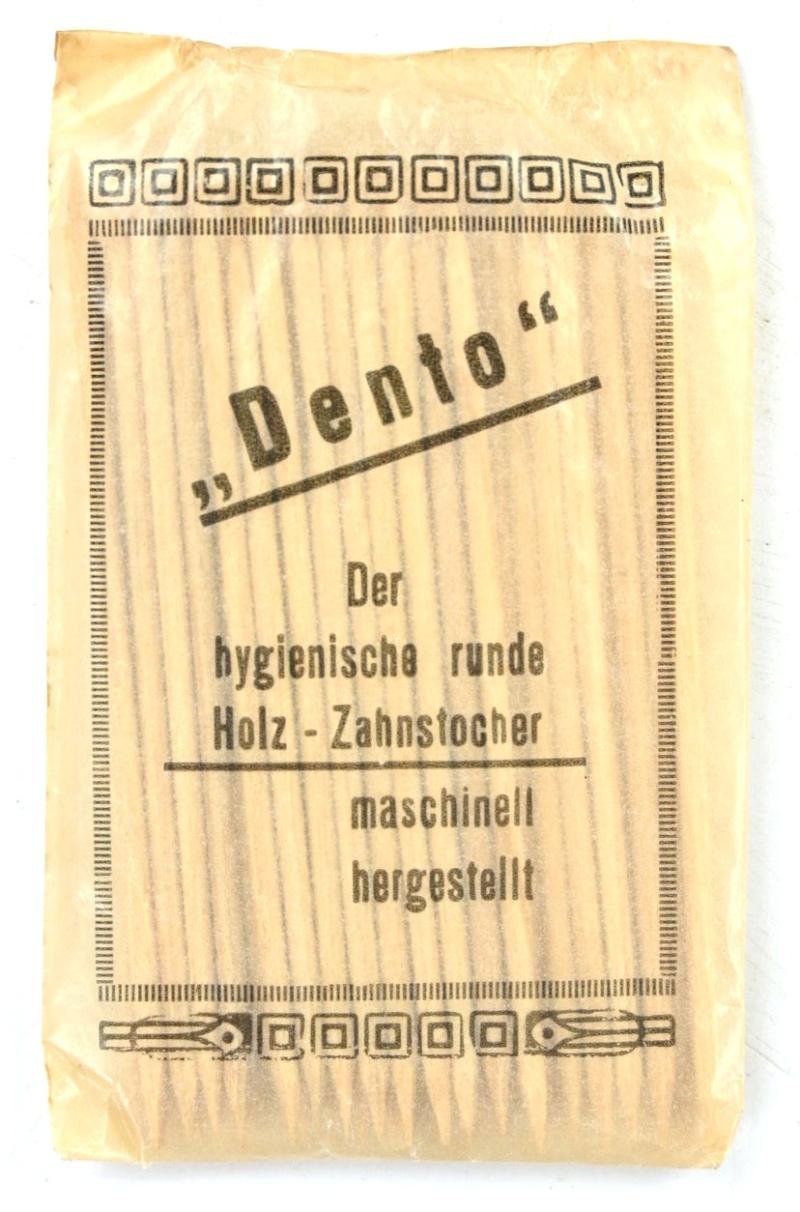 „Dento“
Der
hygienische runde
Holz - Zahnstocher
maschinell
hergestellt